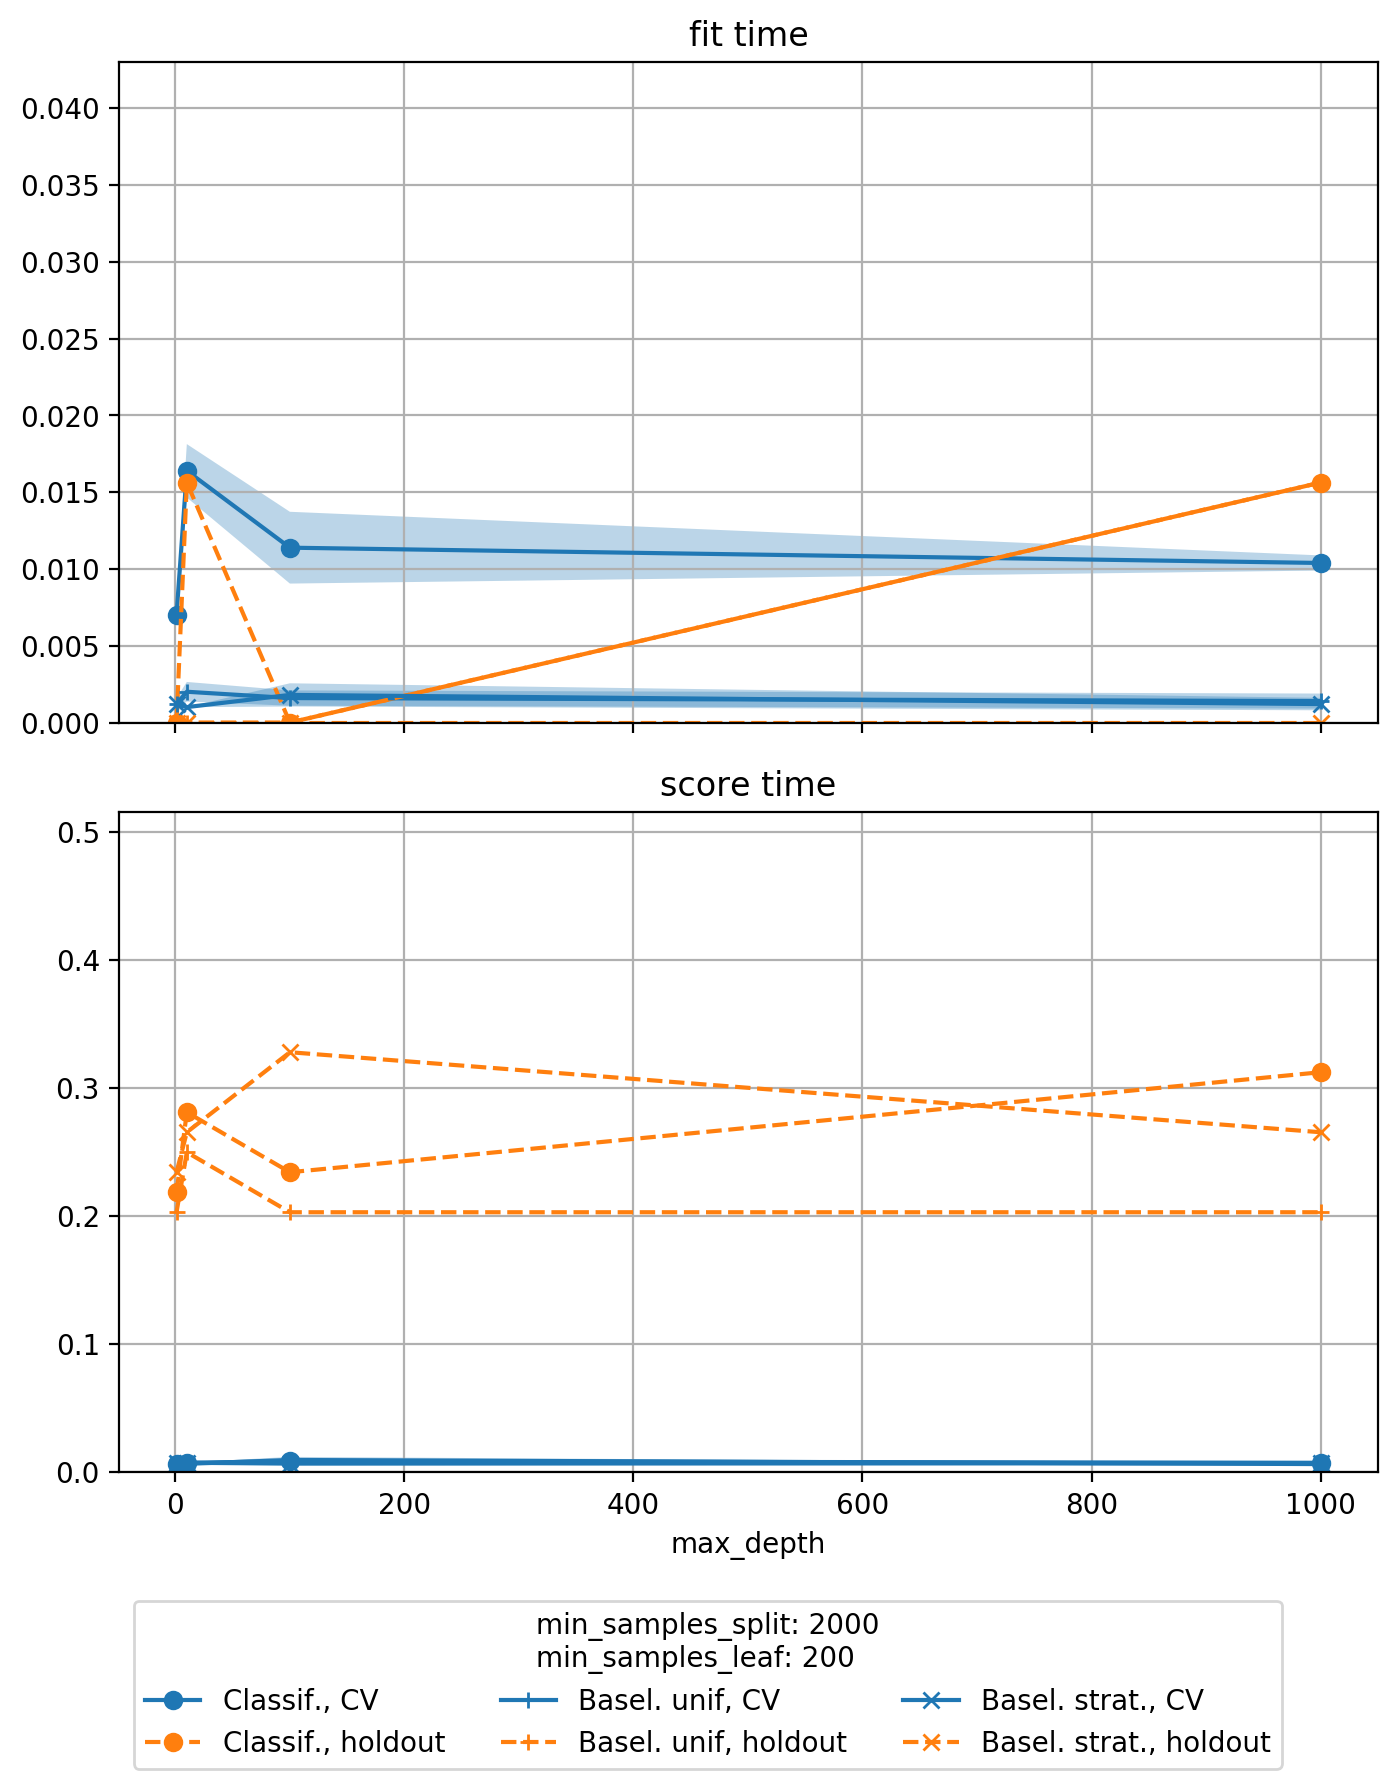 fit time
0.040
0.035
0.030
0.025
0.020
0.015
0.010
0.005
0.000
score time
0.5
0.4
0.3
0.2
0.1
0.0
0 200 400 600 800 1000
max_depth
min_samples_split: 2000
min_samples_leaf: 200
Classif., CV Basel. unif, CV Basel. strat., CV
Classif., holdout Basel. unif, holdout Basel. strat., holdout